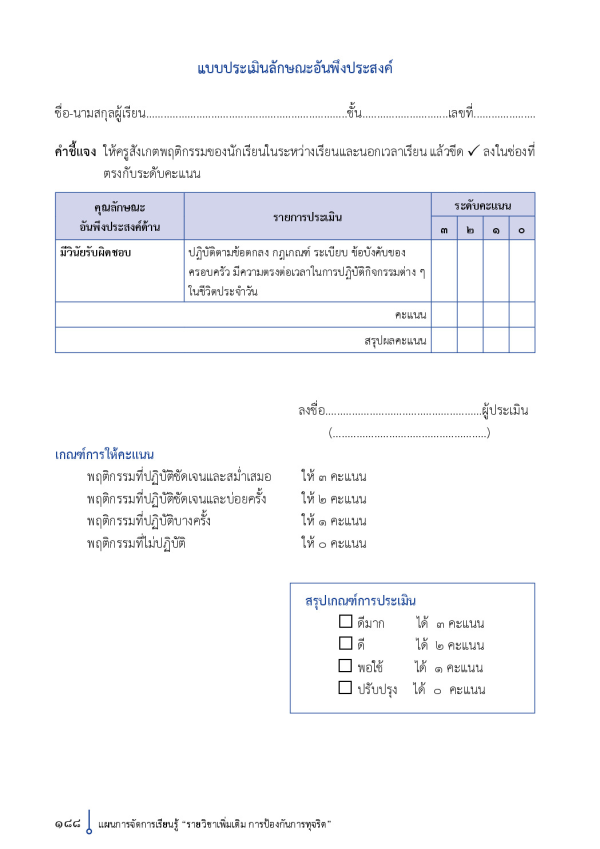 แบบประเมินลักษณะอันพึงประสงค์
ชื่อ-นามสกุลผู้เรียน....................................................................ชั้น.............................เลขที่.....................
คำชี้แจง ให้ครูสังเกตพฤติกรรมของนักเรียนในระหว่างเรียนและนอกเวลาเรียน แล้วขีด ✓ ลงในช่องที่
ตรงกับระดับคะแนน
คุณลักษณะ
อันพึงประสงค์ด้าน
รายการประเมิน
ระดับคะแนน
๓ ๒ ๑ ๐
มีวินัยรับผิดชอบ
ปฏิบัติตามข้อตกลง กฎเกณฑ์ ระเบียบ ข้อบังคับของ
ครอบครัว มีความตรงต่อเวลาในการปฏิบัติกิจกรรมต่าง ๆ
ในชีวิตประจำวัน
คะแนน
สรุปผลคะแนน
ลงชื่อ.....................................................ผู้ประเมิน
(....................................................)
เกณฑ์การให้คะแนน
พฤติกรรมที่ปฏิบัติชัดเจนและสม่ำเสมอ ให้ ๓ คะแนน
พฤติกรรมที่ปฏิบัติชัดเจนและบ่อยครั้ง ให้ ๒ คะแนน
พฤติกรรมที่ปฏิบัติบางครั้ง ให้ ๑ คะแนน
พฤติกรรมที่ไม่ปฏิบัติ ให้ ๐ คะแนน
สรุปเกณฑ์การประเมิน
☐ ดีมาก ได้ ๓ คะแนน
☐ ดี ได้ ๒ คะแนน
☐ พอใช้ ได้ ๑ คะแนน
☐ ปรับปรุง ได้ ๐ คะแนน
๑๘๘ แผนการจัดการเรียนรู้ “รายวิชาเพิ่มเติม การป้องกันการทุจริต”